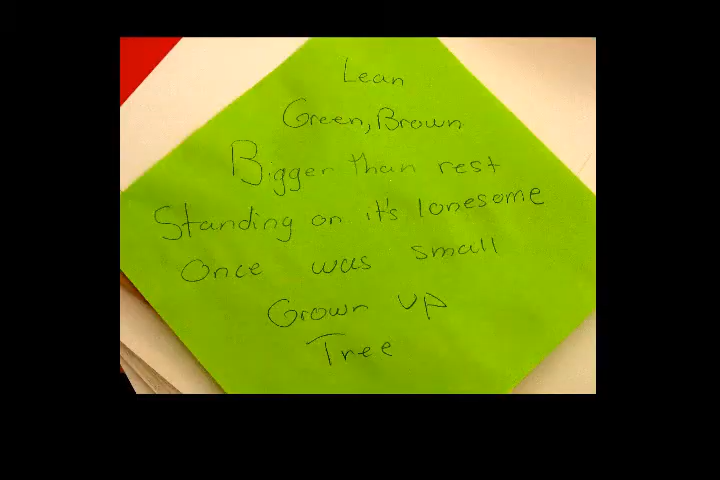 Lean
Green, Brown
Bigger than rest
Standing on it's lonesome
Once was small
Grown up
Tree